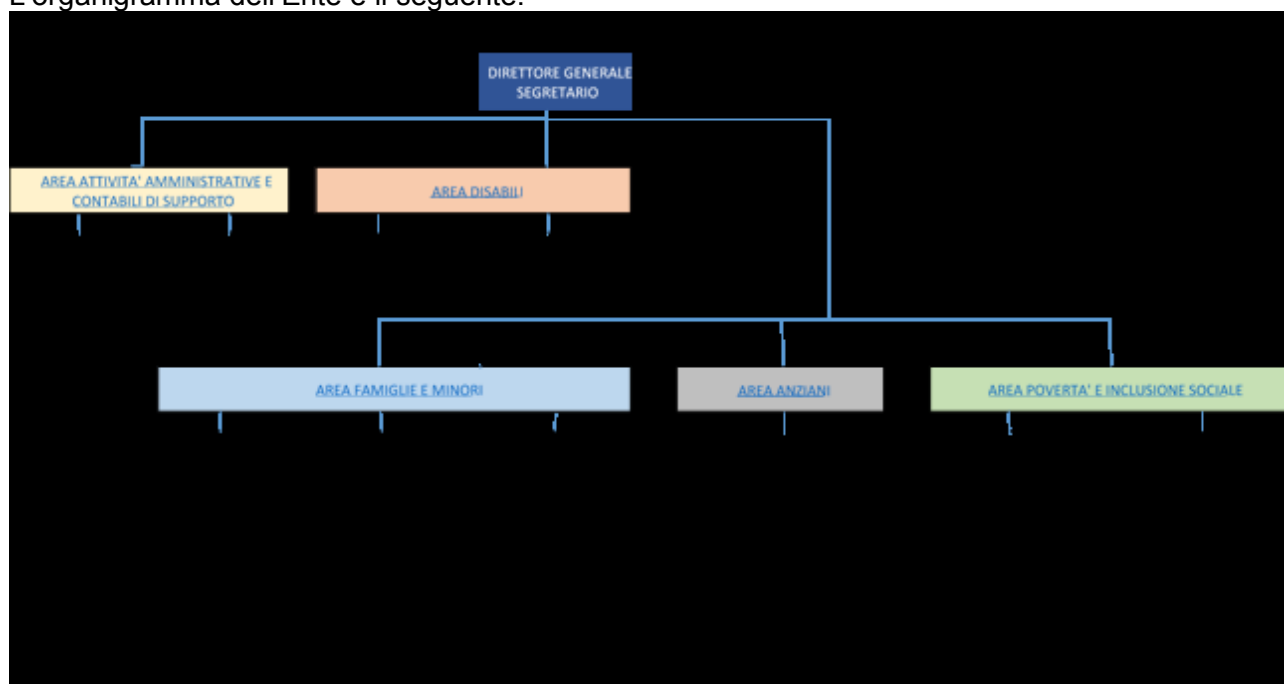 L'organigramma dell'Ente è il seguente:
DIRETTORE GENERALE
SEGRETARIO
AREA ATTIVITA' AMMINISTRATIVE E
CONTABILI DI SUPPORTO
AREA DISABILI
AREA FAMIGLIE E MINORI
AREA ANZIANI
AREA POVERTA' E INCLUSIONE SOCIALE